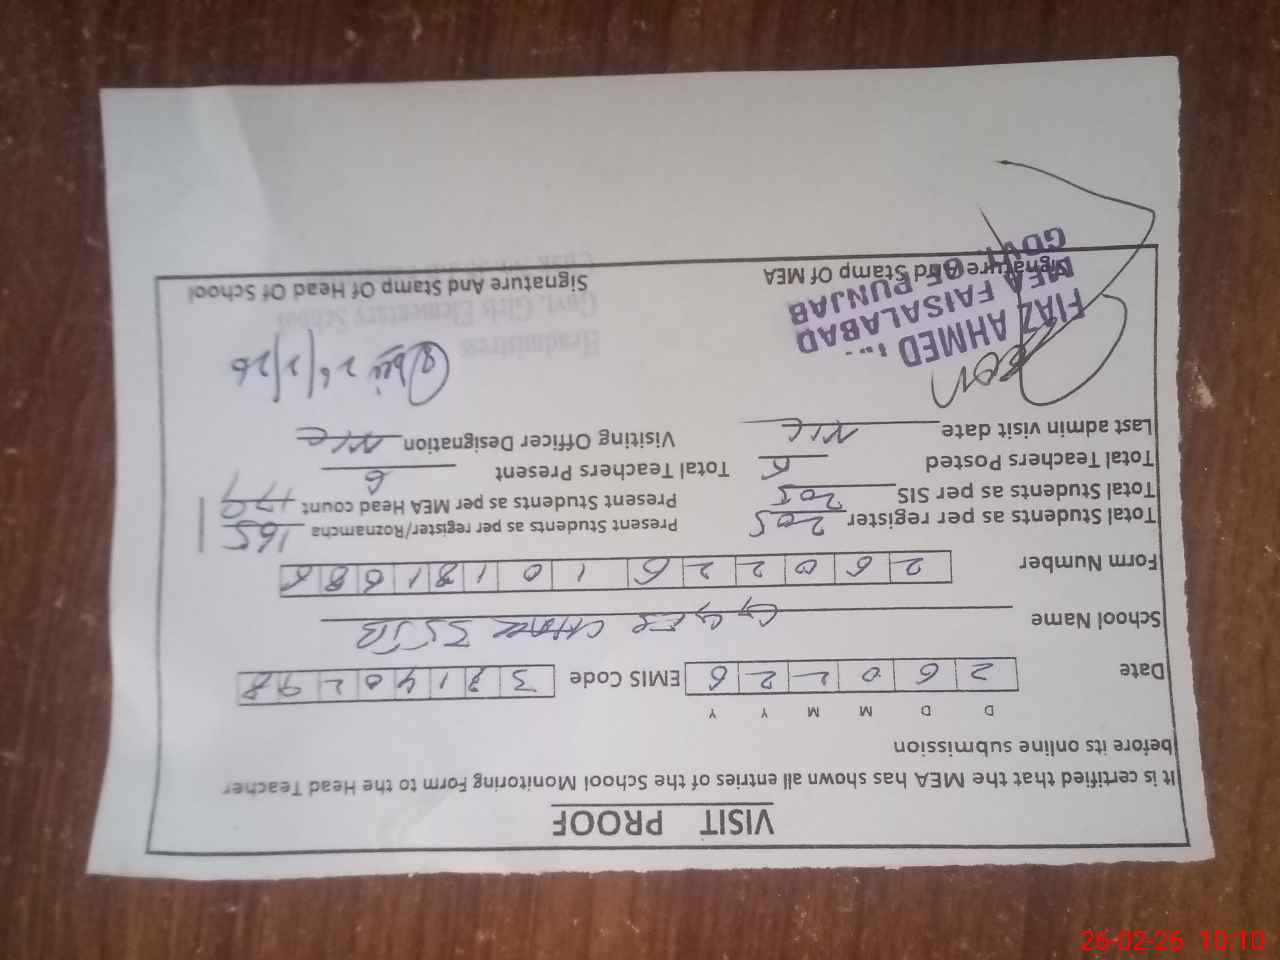 VISIT PROOF
It is certified that the MEA has shown all entries of the School Monitoring Form to the Head Teacher
before its online submission
D D M M Y Y
Date 2 6 0 2 2 6 EMIS Code 3 3 1 4 0 2 9 8
School Name CHAK 35 JB
Form Number 2 6 0 2 2 6 1 0 1 8 1 6 8 6
Total Students as per register 205 Present Students as per register/Roznamcha 165
Total Students as per SIS 205 Present Students as per MEA Head count 179
Total Teachers Posted Total Teachers Present 6
Last admin visit date Nil Visiting Officer Designation Nil
26/2/26
FIAZ AHMED
MEA FAISALABAD
GOVT. OF PUNJAB
Headmistress
Govt. Girls Elementary School
Signature And Stamp Of MEA Signature And Stamp Of Head Of School
26-02-26 10:10